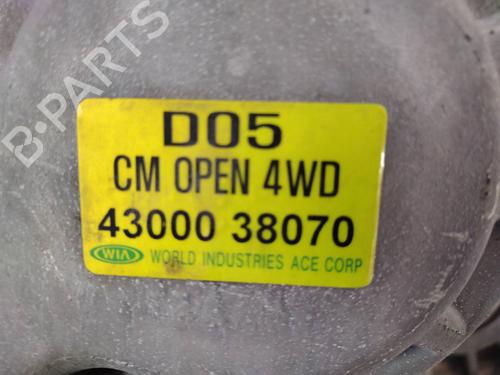 B-PARTS
D05
CM OPEN 4WD
43000 38070
WIA WORLD INDUSTRIES ACE CORP